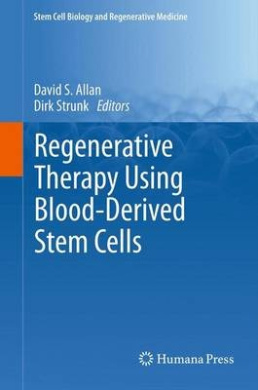 Stem Cell Biology and Regenerative Medicine
David S. Allan
Dirk Strunk Editors
Regenerative
Therapy Using
Blood-Derived
Stem Cells
Humana Press